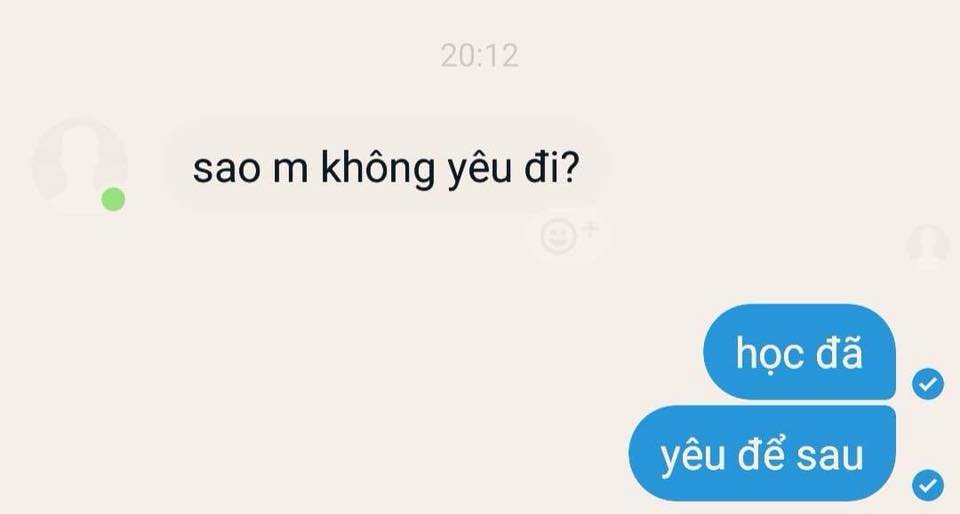 20:12
sao m không yêu đi?
học đã
yêu để sau